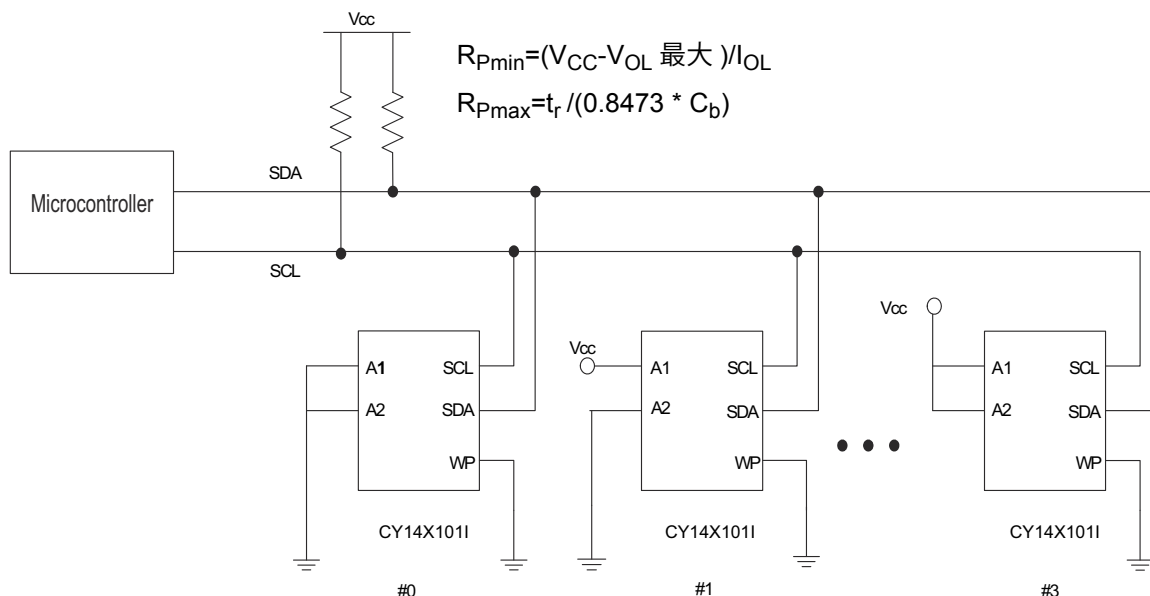 Vcc
RPmin=(VCC-VOL 最大 )/IOL
RPmax=tr /(0.8473 * Cb)
Microcontroller
SDA
SCL
Vcc
Vcc
A1 SCL
A2 SDA
WP
A1 SCL
A2 SDA
WP
A1 SCL
A2 SDA
WP
CY14X101I
CY14X101I
CY14X101I
#0
#1
#3